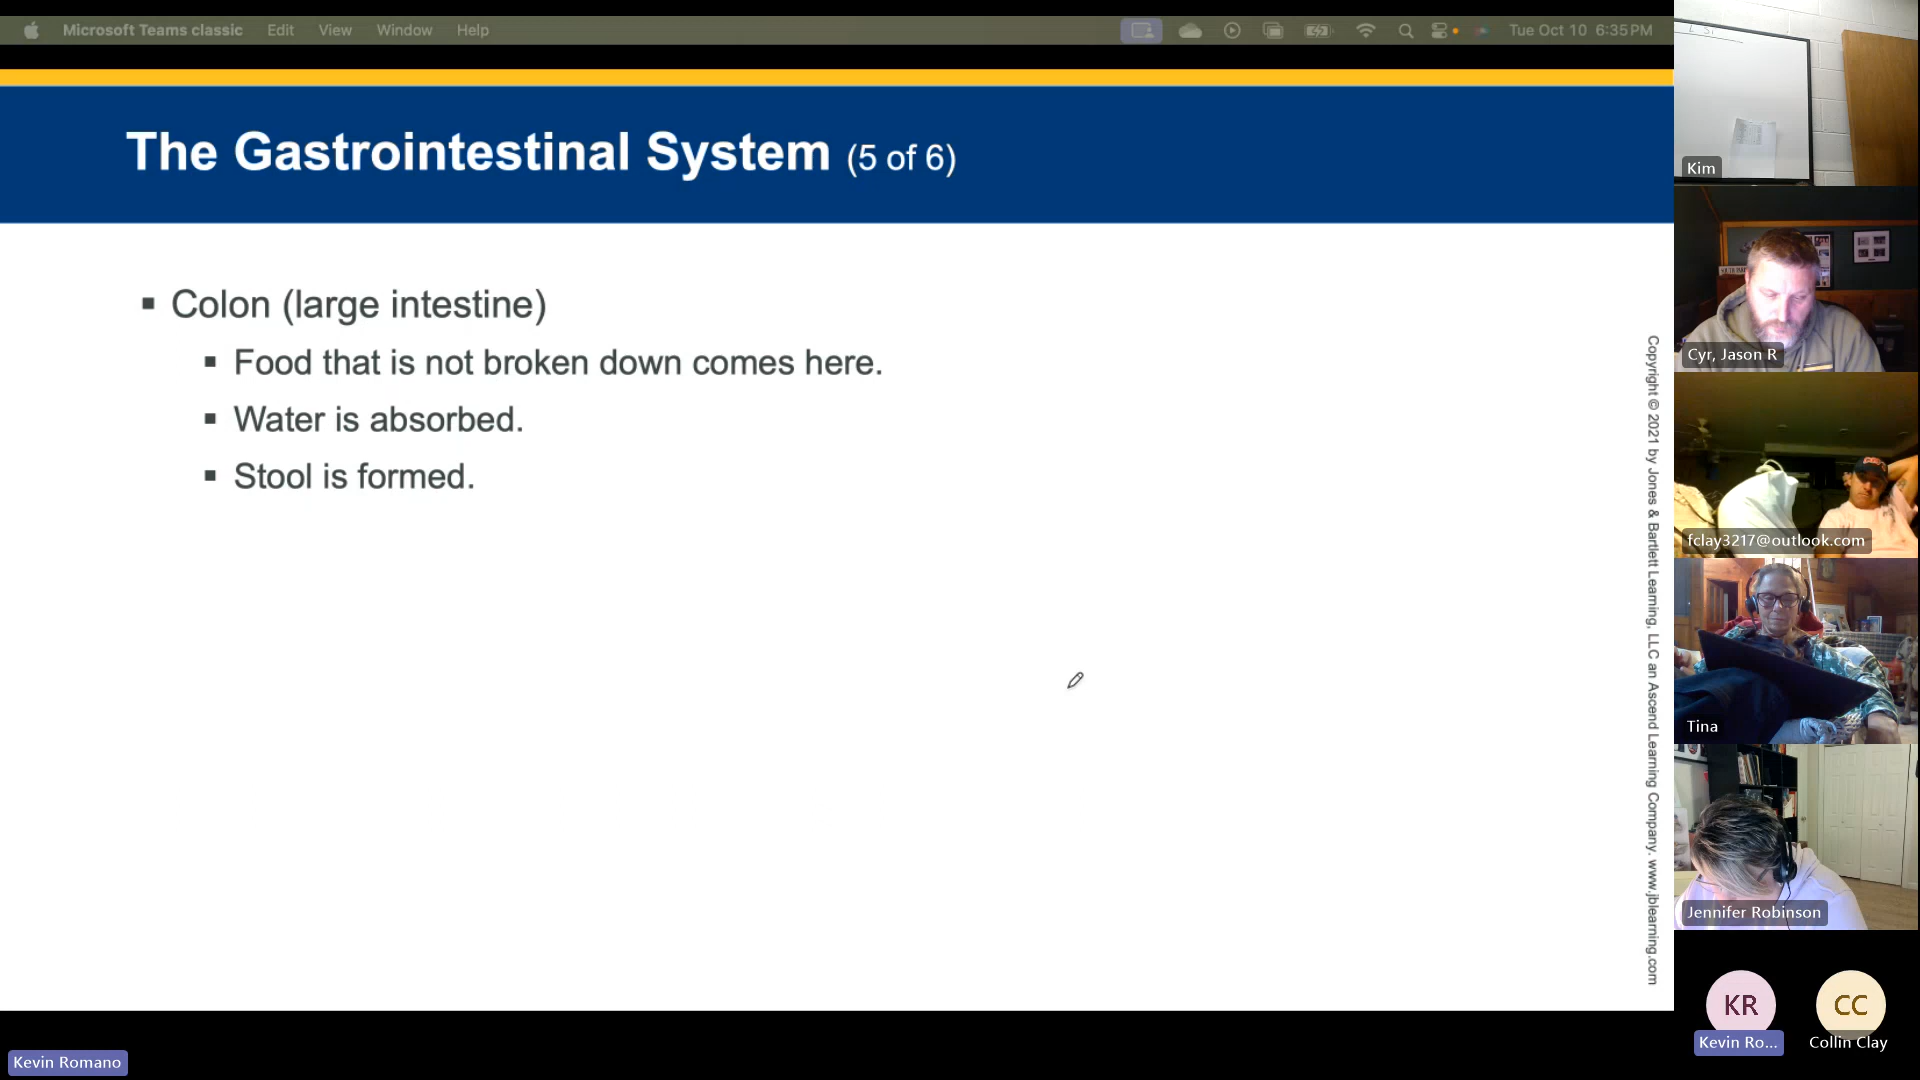 Microsoft Teams classic Edit View Window Help Tue Oct 10 6:35 PM
The Gastrointestinal System (5 of 6)
Colon (large intestine)
Food that is not broken down comes here.
Water is absorbed.
Stool is formed.
Copyright © 2021 by Jones & Bartlett Learning, LLC an Ascend Learning Company. www.jblearning.com
Kim
Cyr, Jason R
fclay3217@outlook.com
Tina
Jennifer Robinson
KR
CC
Kevin Ro...
Collin Clay
Kevin Romano